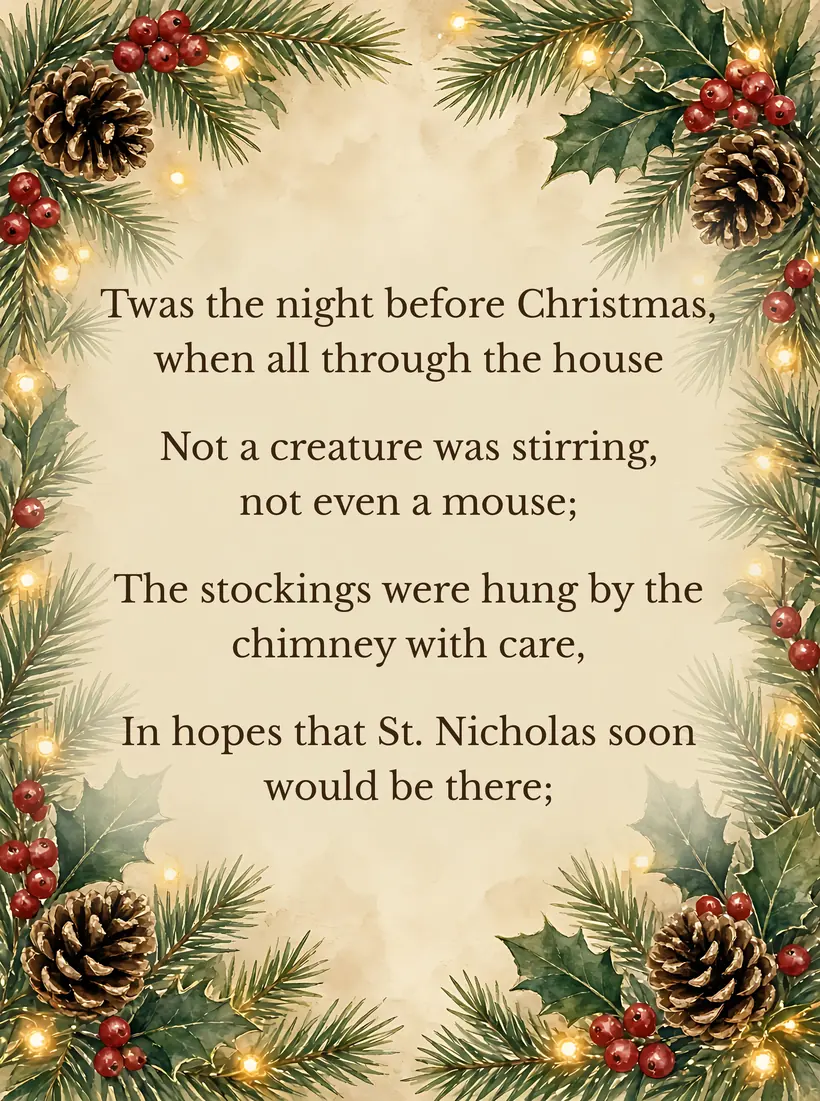 Twas the night before Christmas,
when all through the house
Not a creature was stirring,
not even a mouse;
The stockings were hung by the
chimney with care,
In hopes that St. Nicholas soon
would be there;